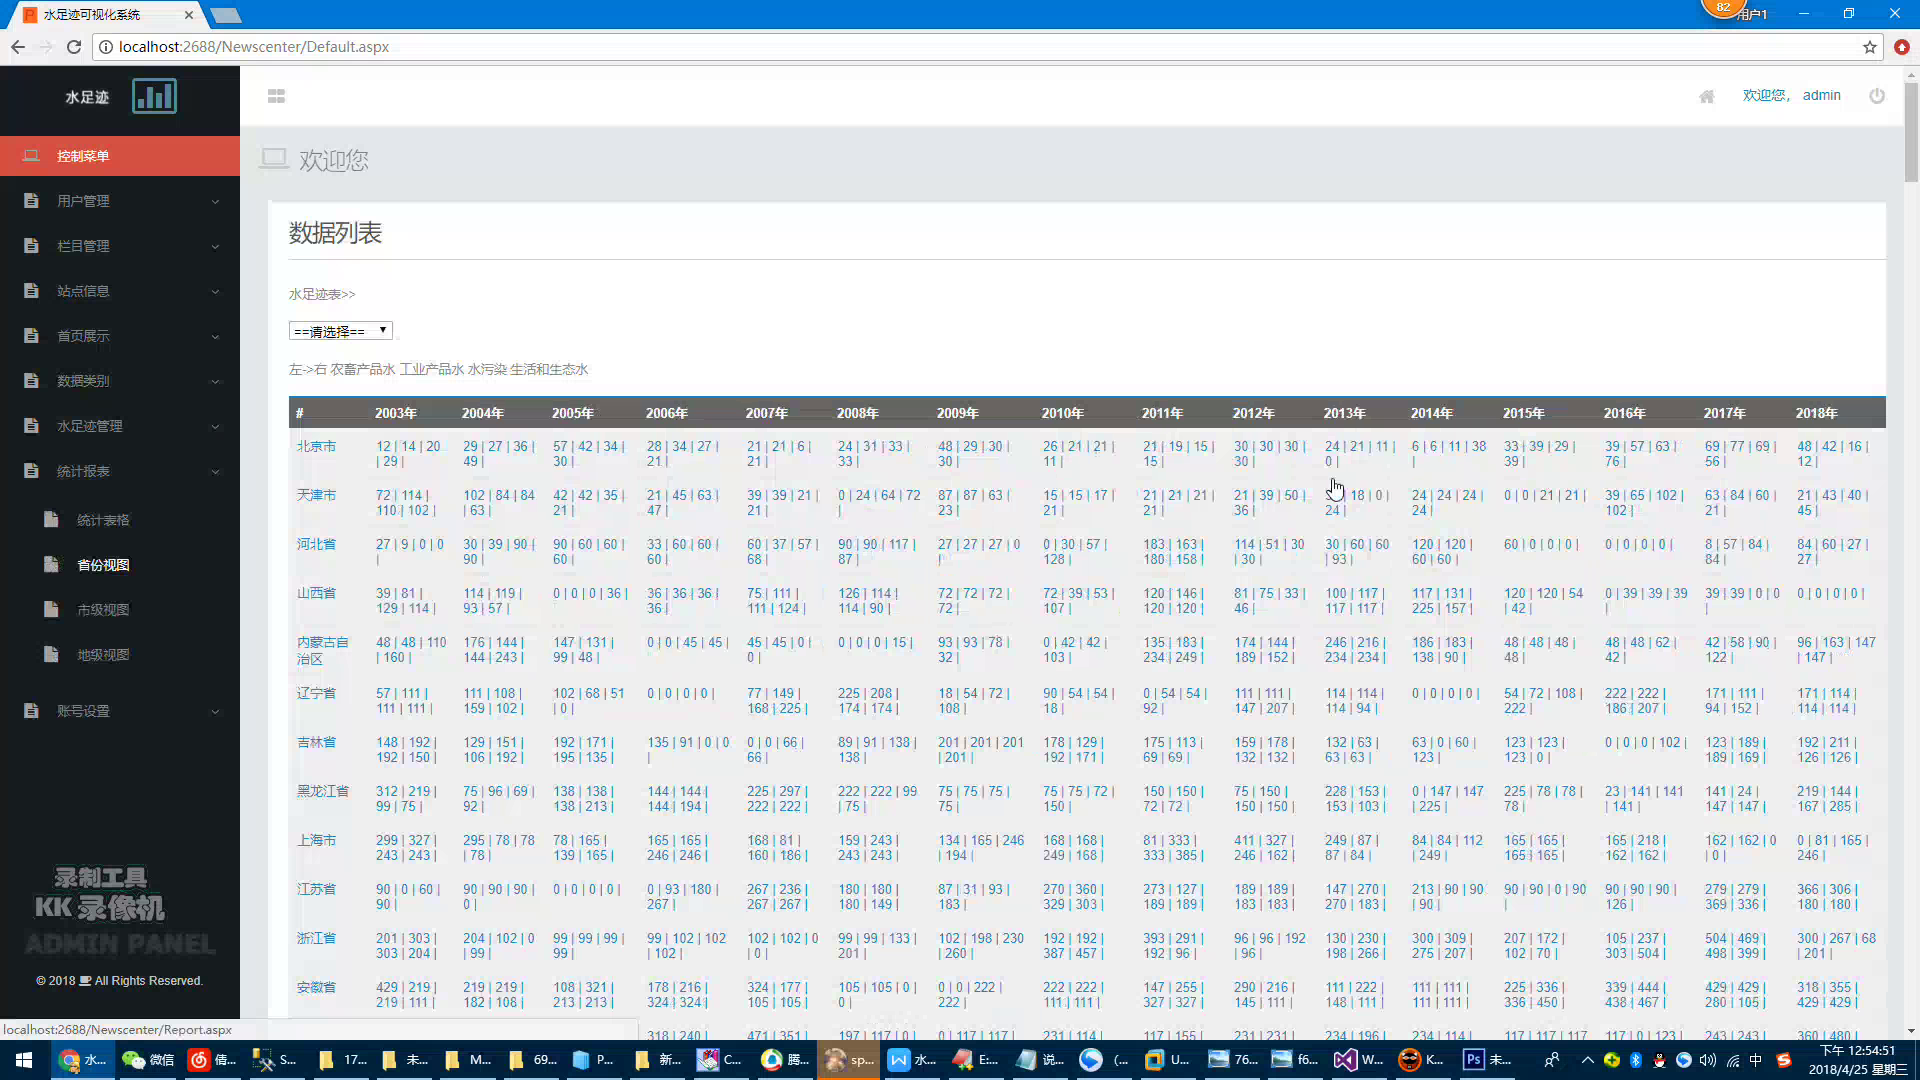 水足迹可视化系统
82
用户1
localhost:2688/Newscenter/Default.aspx
水足迹
欢迎您, admin
控制菜单
用户管理
栏目管理
站点信息
首页展示
数据类别
水足迹管理
统计报表
统计表格
省份视图
市级视图
地级视图
账号设置
录制工具
KK 录像机
ADMIN PANEL
© 2018 All Rights Reserved.
localhost:2688/Newscenter/Report.aspx
欢迎您
数据列表
水足迹表>>
==请选择==
左->右 农畜产品水 工业产品水 水污染 生活和生态水
# 2003年 2004年 2005年 2006年 2007年 2008年 2009年 2010年 2011年 2012年 2013年 2014年 2015年 2016年 2017年 2018年
北京市 12 | 14 | 20 29 | 27 | 36 | 57 | 42 | 34 | 28 | 34 | 27 | 21 | 21 | 6 | 24 | 31 | 33 | 48 | 29 | 30 | 26 | 21 | 21 | 21 | 19 | 15 | 30 | 30 | 30 | 24 | 21 | 11 | 6 | 6 | 11 | 38 33 | 39 | 29 | 39 | 57 | 63 | 69 | 77 | 69 | 48 | 42 | 16 |
| 29 | 49 | 30 | 21 | 21 | 33 | 30 | 11 | 15 | 30 | 0 | | 39 | 76 | 56 | 12 |
天津市 72 | 114 | 102 | 84 | 84 42 | 42 | 35 | 21 | 45 | 63 | 39 | 39 | 21 | 0 | 24 | 64 | 72 87 | 87 | 63 | 15 | 15 | 17 | 21 | 21 | 21 | 21 | 39 | 50 | | 18 | 0 | 24 | 24 | 24 | 0 | 0 | 21 | 21 | 39 | 65 | 102 63 | 84 | 60 | 21 | 43 | 40 |
110 | 102 | | 63 | 21 | 47 | 21 | | 23 | 21 | 21 | 36 | 24 | 24 | | 102 | 21 | 45 |
河北省 27 | 9 | 0 | 0 30 | 39 | 90 | 90 | 60 | 60 | 33 | 60 | 60 | 60 | 37 | 57 | 90 | 90 | 117 | 27 | 27 | 27 | 0 0 | 30 | 57 | 183 | 163 | 114 | 51 | 30 30 | 60 | 60 120 | 120 | 60 | 0 | 0 | 0 | 0 | 0 | 0 | 0 | 8 | 57 | 84 | 84 | 60 | 27 |
| 90 | 60 | 60 | 68 | 87 | | 128 | 180 | 158 | | 30 | | 93 | 60 | 60 | 84 | 27 |
山西省 39 | 81 | 114 | 119 | 0 | 0 | 0 | 36 | 36 | 36 | 36 | 75 | 111 | 126 | 114 | 72 | 72 | 72 | 72 | 39 | 53 | 120 | 146 | 81 | 75 | 33 | 100 | 117 | 117 | 131 | 120 | 120 | 54 0 | 39 | 39 | 39 39 | 39 | 0 | 0 0 | 0 | 0 | 0 |
129 | 114 | 93 | 57 | 36 | 111 | 124 | 114 | 90 | 72 | 107 | 120 | 120 | 46 | 117 | 117 | 225 | 157 | | 42 | | |
内蒙古自 48 | 48 | 110 176 | 144 | 147 | 131 | 0 | 0 | 45 | 45 | 45 | 45 | 0 | 0 | 0 | 0 | 15 | 93 | 93 | 78 | 0 | 42 | 42 | 135 | 183 | 174 | 144 | 246 | 216 | 186 | 183 | 48 | 48 | 48 | 48 | 48 | 62 | 42 | 58 | 90 | 96 | 163 | 147
治区 | 160 | 144 | 243 | 99 | 48 | 0 | 32 | 103 | 234 | 249 | 189 | 152 | 234 | 234 | 138 | 90 | 48 | 42 | 122 | | 147 |
辽宁省 57 | 111 | 111 | 108 | 102 | 68 | 51 0 | 0 | 0 | 0 | 77 | 149 | 225 | 208 | 18 | 54 | 72 | 90 | 54 | 54 | 0 | 54 | 54 | 111 | 111 | 114 | 114 | 0 | 0 | 0 | 0 | 54 | 72 | 108 | 222 | 222 | 171 | 111 | 171 | 114 |
111 | 111 | 159 | 102 | | 0 | 168 | 225 | 174 | 174 | 108 | 18 | 92 | 147 | 207 | 114 | 94 | 222 | 186 | 207 | 94 | 152 | 114 | 114 |
吉林省 148 | 192 | 129 | 151 | 192 | 171 | 135 | 91 | 0 | 0 0 | 0 | 66 | 89 | 91 | 138 | 201 | 201 | 201 178 | 129 | 175 | 113 | 159 | 178 | 132 | 63 | 63 | 0 | 60 | 123 | 123 | 0 | 0 | 0 | 102 | 123 | 189 | 192 | 211 |
192 | 150 | 106 | 192 | 195 | 135 | | 66 | 138 | | 201 | 192 | 171 | 69 | 69 | 132 | 132 | 63 | 63 | 123 | 123 | 0 | 189 | 169 | 126 | 126 |
黑龙江省 312 | 219 | 75 | 96 | 69 | 138 | 138 | 144 | 144 | 225 | 297 | 222 | 222 | 99 75 | 75 | 75 | 75 | 75 | 72 | 150 | 150 | 75 | 150 | 228 | 153 | 0 | 147 | 147 225 | 78 | 78 | 23 | 141 | 141 141 | 24 | 219 | 144 |
99 | 75 | 92 | 138 | 213 | 144 | 194 | 222 | 222 | | 75 | 75 | 150 | 72 | 72 | 150 | 150 | 153 | 103 | | 225 | 78 | | 141 | 147 | 147 | 167 | 285 |
上海市 299 | 327 | 295 | 78 | 78 78 | 165 | 165 | 165 | 168 | 81 | 159 | 243 | 134 | 165 | 246 168 | 168 | 81 | 333 | 411 | 327 | 249 | 87 | 84 | 84 | 112 165 | 165 | 165 | 218 | 162 | 162 | 0 0 | 81 | 165 |
243 | 243 | | 78 | 139 | 165 | 246 | 246 | 160 | 186 | 243 | 243 | | 194 | 249 | 168 | 333 | 385 | 246 | 162 | 87 | 84 | | 249 | 165 | 165 | 162 | 162 | | 0 | 246 |
江苏省 90 | 0 | 60 | 90 | 90 | 90 | 0 | 0 | 0 | 0 | 0 | 93 | 180 | 267 | 236 | 180 | 180 | 87 | 31 | 93 | 270 | 360 | 273 | 127 | 189 | 189 | 147 | 270 | 213 | 90 | 90 90 | 90 | 0 | 90 90 | 90 | 90 | 279 | 279 | 366 | 306 |
90 | 0 | 267 | 267 | 267 | 180 | 149 | 183 | 329 | 303 | 189 | 189 | 183 | 183 | 270 | 183 | | 90 | | 126 | 369 | 336 | 180 | 180 |
浙江省 201 | 303 | 204 | 102 | 0 99 | 99 | 99 | 99 | 102 | 102 102 | 102 | 0 99 | 99 | 133 | 102 | 198 | 230 192 | 192 | 393 | 291 | 96 | 96 | 192 130 | 230 | 300 | 309 | 207 | 172 | 105 | 237 | 504 | 469 | 300 | 267 | 68
303 | 204 | | 99 | 99 | | 102 | | 0 | 201 | | 260 | 387 | 457 | 192 | 96 | | 96 | 198 | 266 | 275 | 207 | 102 | 70 | 303 | 504 | 498 | 399 | | 201 |
安徽省 429 | 219 | 219 | 219 | 108 | 321 | 178 | 216 | 324 | 177 | 105 | 105 | 0 | 0 | 0 | 222 | 222 | 222 | 147 | 255 | 290 | 216 | 111 | 222 | 111 | 111 | 225 | 336 | 339 | 444 | 429 | 429 | 318 | 355 |
219 | 111 | 182 | 108 | 213 | 213 | 324 | 324 | 105 | 105 | 0 | 222 | 111 | 111 | 327 | 327 | 145 | 111 | 148 | 111 | 111 | 111 | 336 | 450 | 438 | 467 | 280 | 105 | 429 | 429 |
318 | 240 | 471 | 351 | 197 | 117 | 0 | 0 | 117 | 117 | 231 | 114 | 117 | 155 | 231 | 231 | 234 | 196 | 234 | 114 | 117 | 117 | 117 117 | 0 | 123 | 243 | 243 | 360 | 480 |
水... 微信 倩... S... 17... 未... M... 69... P... 新... C... 腾... sp... 水... E:... 说... (... U... 76... f6... W... K... Ps 未... 中
下午 12:54:51
2018/4/25 星期三